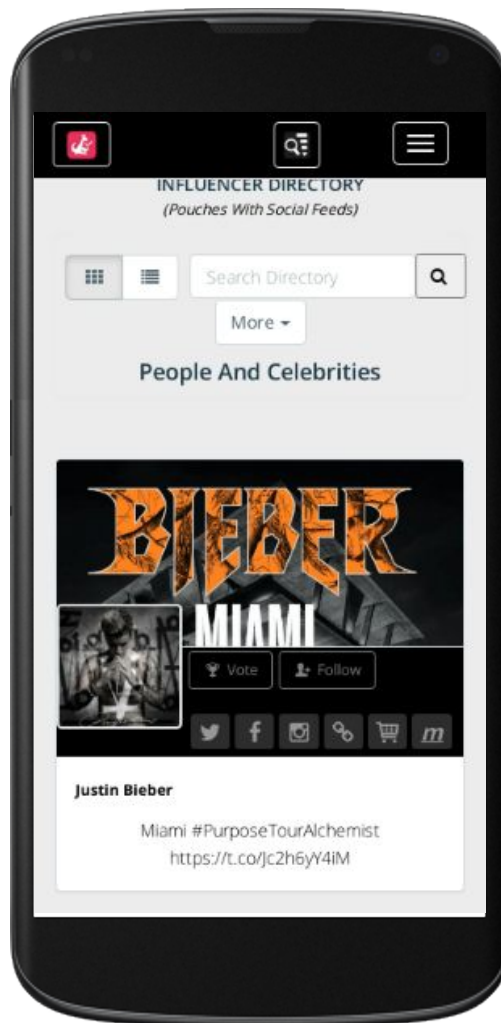 INFLUENCER DIRECTORY
(Pouches With Social Feeds)
Search Directory
More
People And Celebrities
BIEBER
MIAMI
Vote
Follow
m
Justin Bieber
Miami #PurposeTourAlchemist
https://t.co/Jc2h6yY4iM